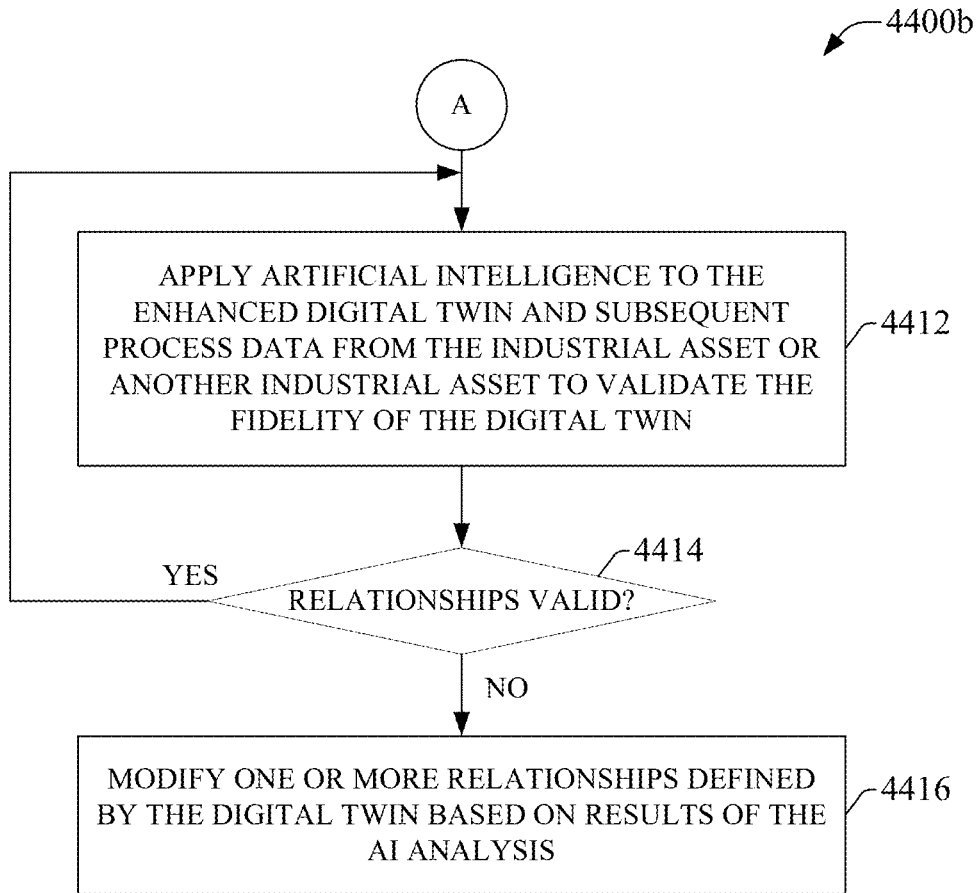 4400b
A
APPLY ARTIFICIAL INTELLIGENCE TO THE
ENHANCED DIGITAL TWIN AND SUBSEQUENT
PROCESS DATA FROM THE INDUSTRIAL ASSET OR
ANOTHER INDUSTRIAL ASSET TO VALIDATE THE
FIDELITY OF THE DIGITAL TWIN
4412
4414
YES
RELATIONSHIPS VALID?
NO
MODIFY ONE OR MORE RELATIONSHIPS DEFINED
BY THE DIGITAL TWIN BASED ON RESULTS OF THE
AI ANALYSIS
4416